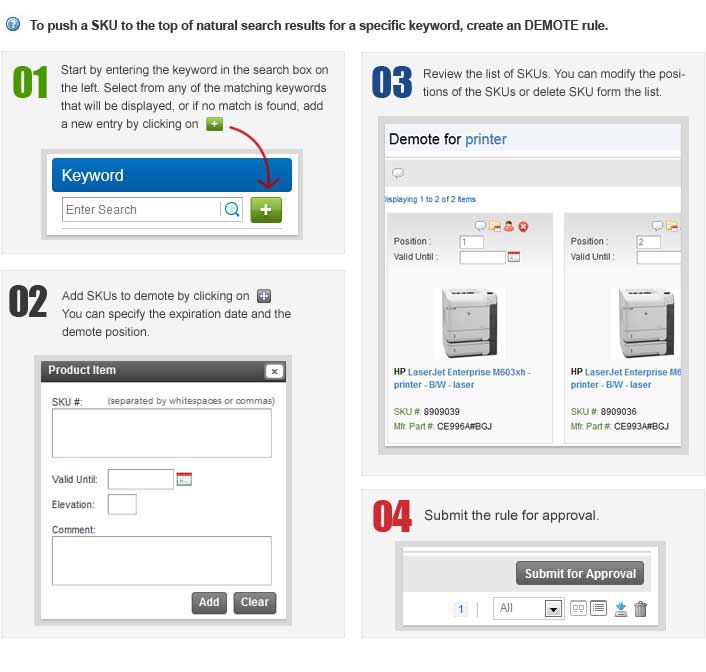 To push a SKU to the top of natural search results for a specific keyword, create an DEMOTE rule.
01
Start by entering the keyword in the search box on
the left. Select from any of the matching keywords
that will be displayed, or if no match is found, add
a new entry by clicking on +
Keyword
Enter Search
+
02
Add SKUs to demote by clicking on +
You can specify the expiration date and the
demote position.
Product Item
SKU #: (separated by whitespaces or commas)
Valid Until:
Elevation:
Comment:
Add Clear
03
Review the list of SKUs. You can modify the posi-
tions of the SKUs or delete SKU form the list.
Demote for printer
isplaying 1 to 2 of 2 Items
Position : 1
Valid Until :
HP LaserJet Enterprise M603xh -
printer - B/W - laser
SKU #: 8909039
Mfr. Part #: CE996A#BGJ
Position : 2
Valid Until :
HP LaserJet Enterprise M6
printer - B/W - laser
SKU #: 8909036
Mfr. Part #: CE993A#BGJ
04
Submit the rule for approval.
Submit for Approval
1 | All